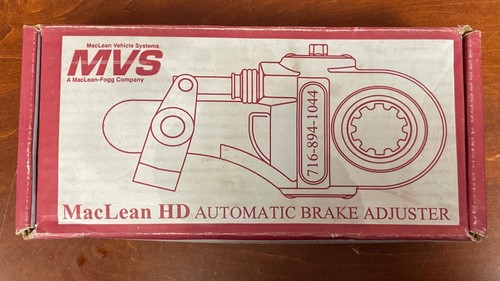 MacLean Vehicle Systems
MVS
A MacLean-Fogg Company
716-894-1044
MacLean HD AUTOMATIC BRAKE ADJUSTER